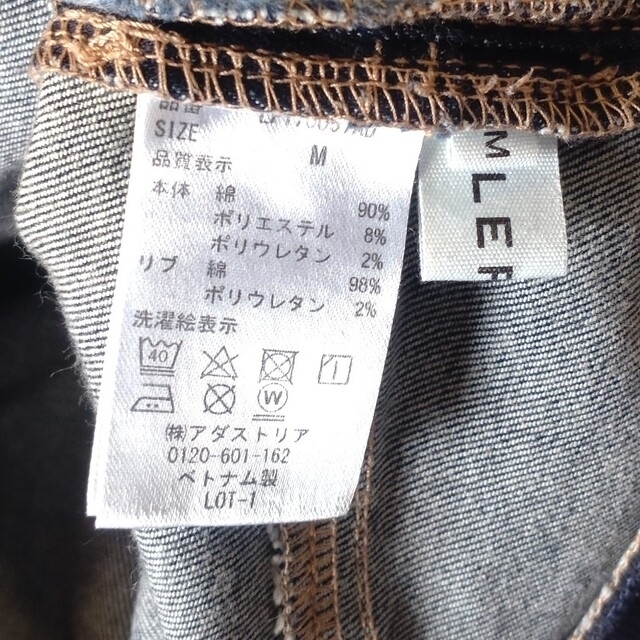 SIZE M
品質表示
本体 綿 90%
ポリエステル 8%
ポリウレタン 2%
リブ 綿 98%
ポリウレタン 2%
洗濯絵表示
40
W
(株)アダストリア
0120-601-162
ベトナム製
LOT-1
MLE